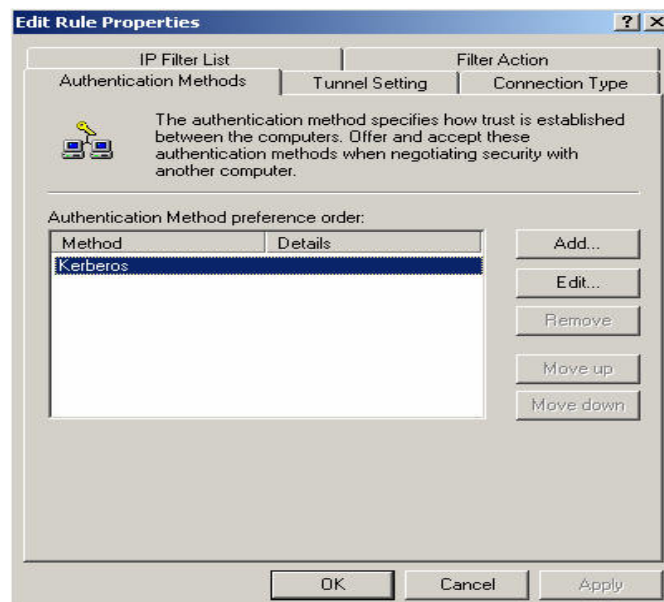 Edit Rule Properties
IP Filter List
Filter Action
Authentication Methods
Tunnel Setting
Connection Type
The authentication method specifies how trust is established
between the computers. Offer and accept these
authentication methods when negotiating security with
another computer.
Authentication Method preference order:
Method
Details
Kerberos
Add...
Edit...
Remove
Move up
Move down
OK
Cancel
Apply